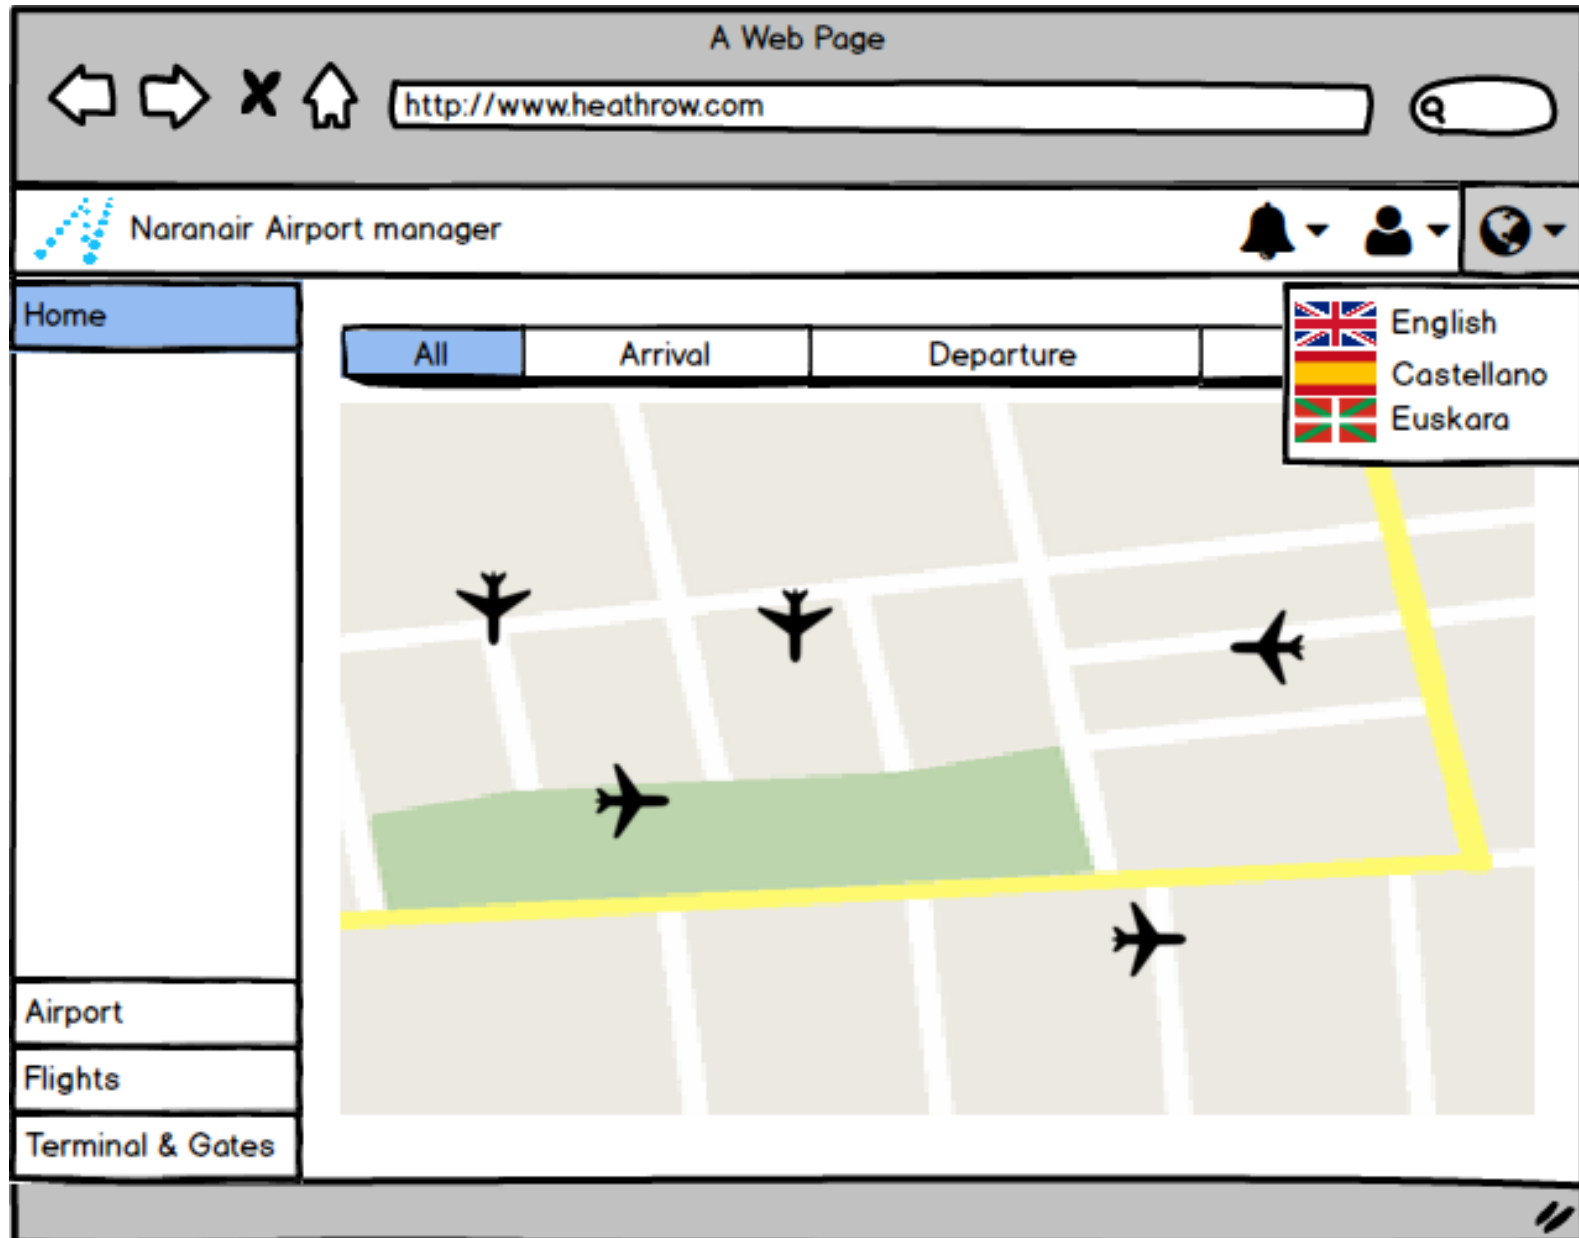 A Web Page
http://www.heathrow.com
Naranair Airport manager
Home
All
Arrival
Departure
English
Castellano
Euskara
Airport
Flights
Terminal & Gates